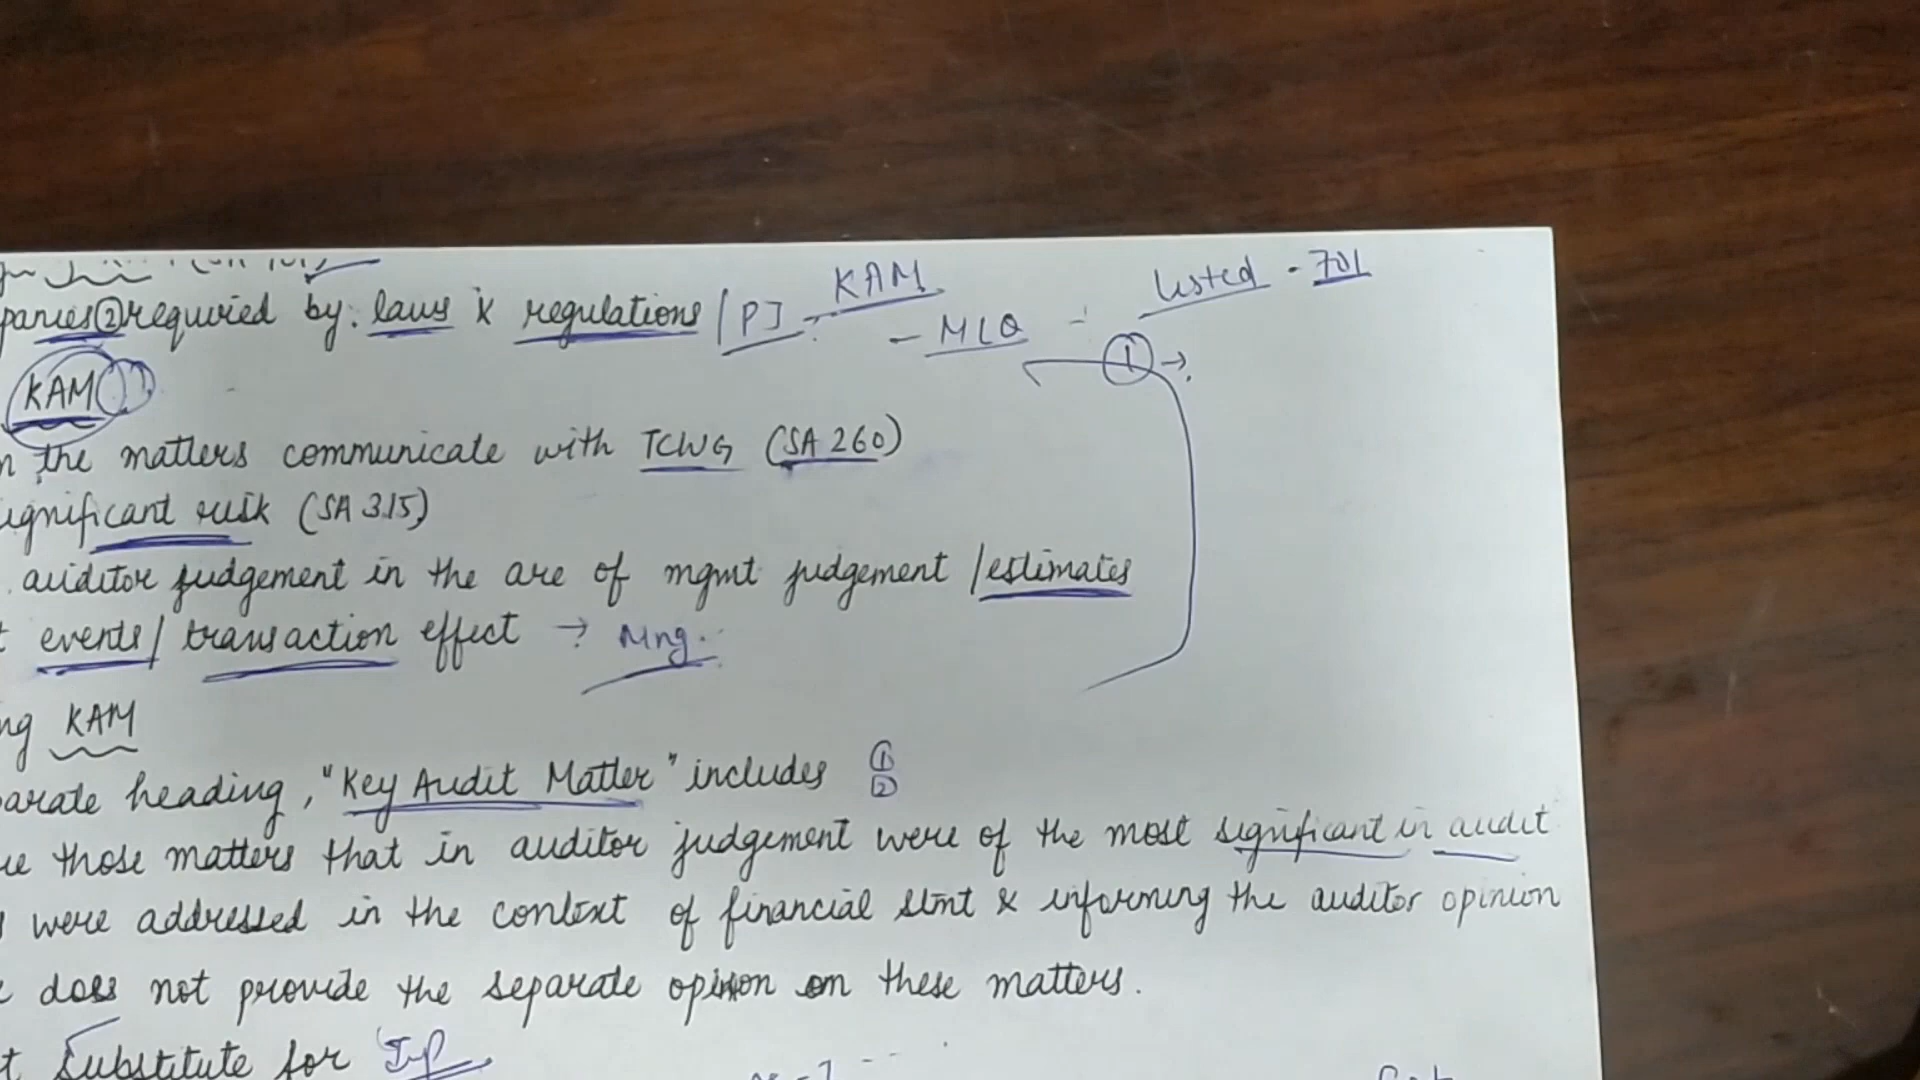 KAM listed - 701
panies ② required by: laws & regulations / PJ - MCQ
KAM ①
n the matters communicate with TCWG (SA 260)
ignificant risk (SA 315)
auditor judgement in the are of mgmt judgement / estimates
t events / transaction effect → Mng.
ng KAM
parate heading, "Key Audit Matter" includes ① ②
re those matters that in auditor judgement were of the most significant in audit
were addressed in the context of financial stmt & informing the auditor opinion
does not provide the separate opinion on these matters.
t substitute for